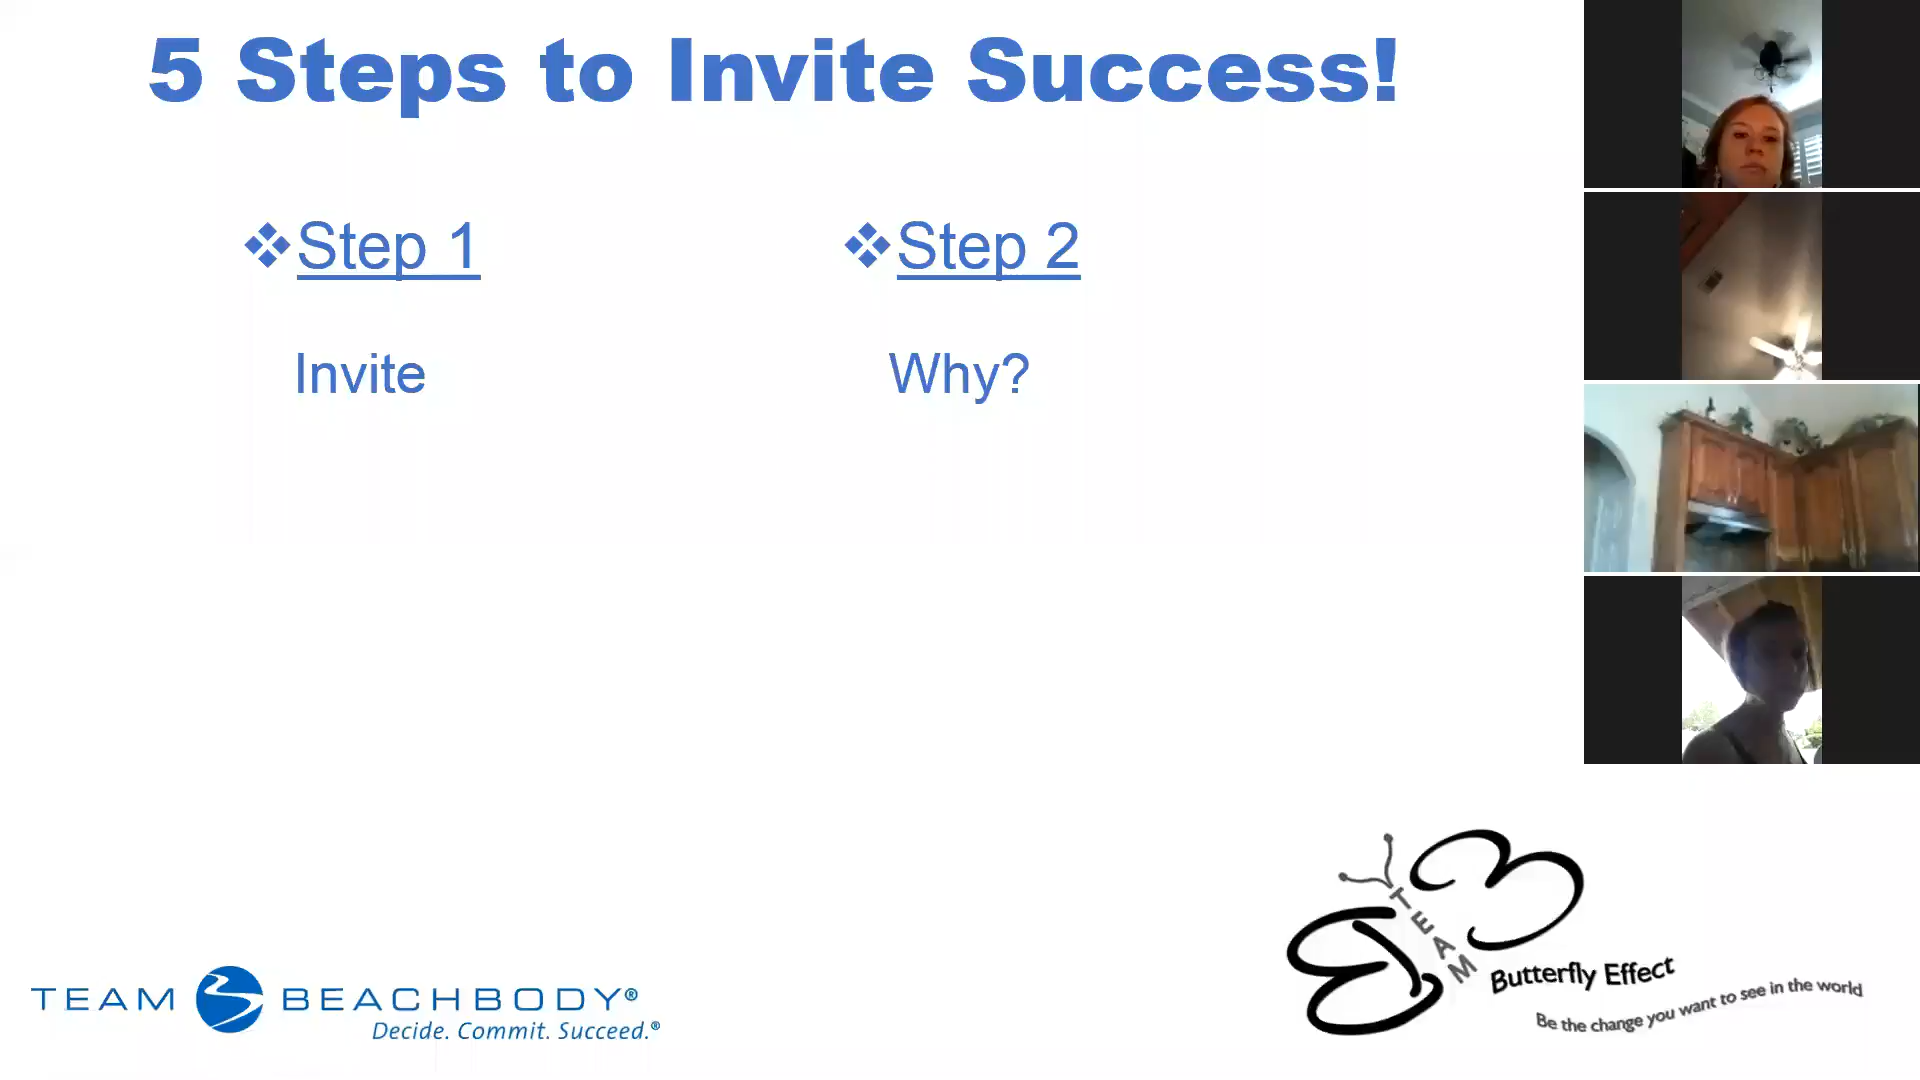 5 Steps to Invite Success!
❖Step 1
Invite
❖Step 2
Why?
TEAM BEACHBODY®
Decide. Commit. Succeed.®
TEAM
Butterfly Effect
Be the change you want to see in the world